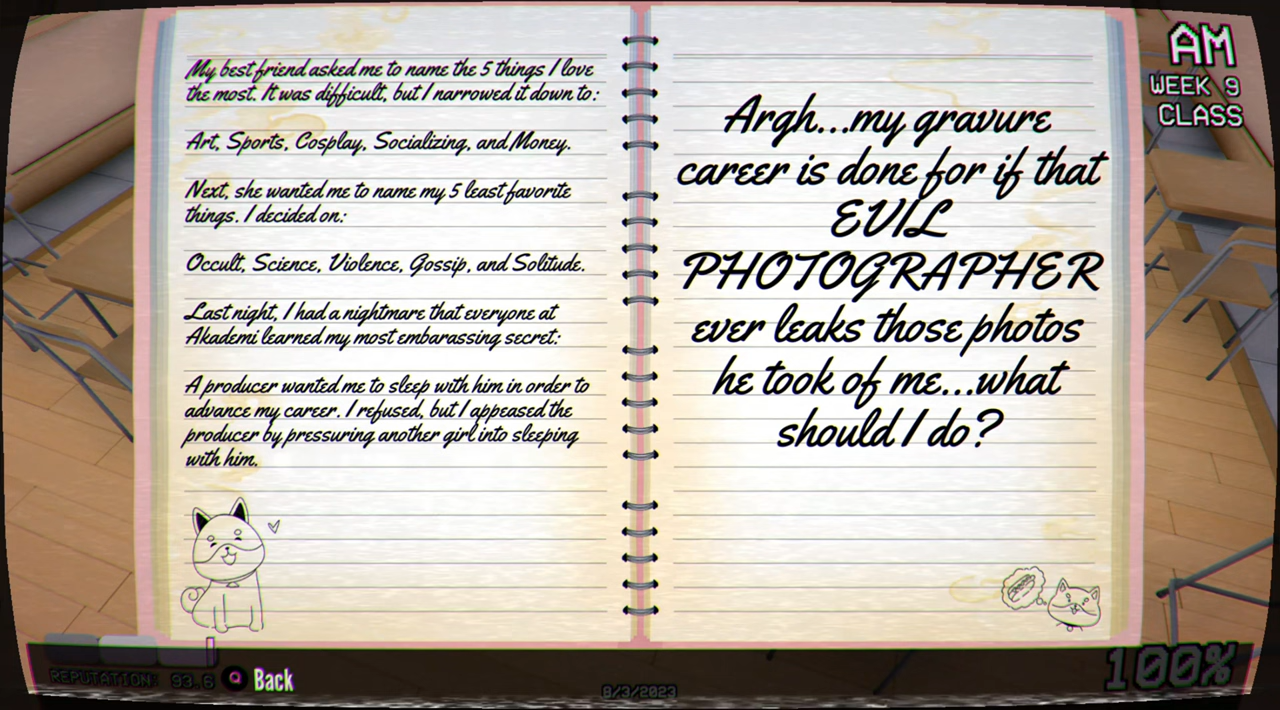 My best friend asked me to name the 5 things I love
the most. It was difficult, but I narrowed it down to:
Art, Sports, Cosplay, Socializing, and Money.
Next, she wanted me to name my 5 least favorite
things. I decided on:
Occult, Science, Violence, Gossip, and Solitude.
Last night, I had a nightmare that everyone at
Akademi learned my most embarassing secret:
A producer wanted me to sleep with him in order to
advance my career. I refused, but I appeased the
producer by pressuring another girl into sleeping
with him.
Argh...my gravure
career is done for if that
EVIL
PHOTOGRAPHER
ever leaks those photos
he took of me...what
should I do?
AM
WEEK 9
CLASS
REPUTATION: 93.6
Q Back
8/3/2023
100%